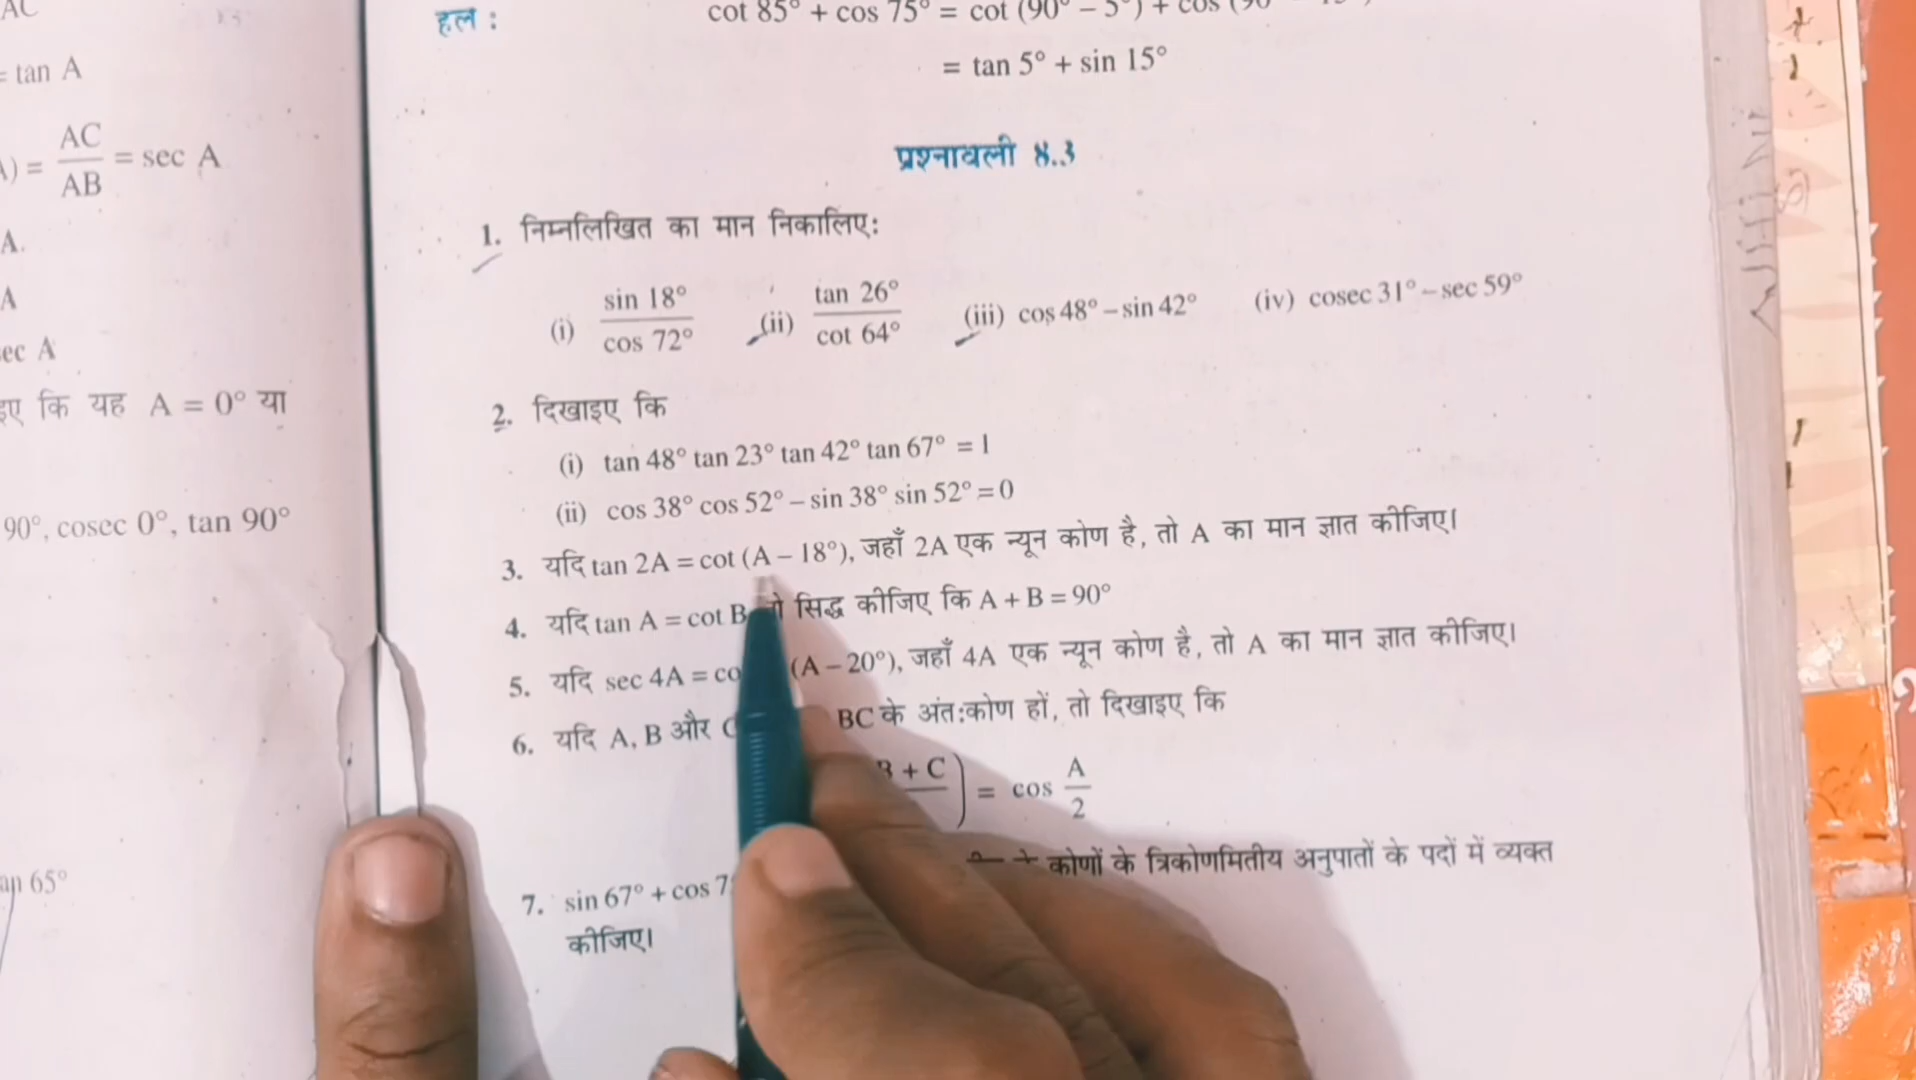 AC
= tan A
) = AC/AB = sec A
A.
A
ec A
कि यह A = 0° या
90°, cosec 0°, tan 90°
65°
हल :
cot 85° + cos 75° = cot (90° – 5°) + cos
= tan 5° + sin 15°
प्रश्नावली 8.3
1. निम्नलिखित का मान निकालिए:
(i) sin 18°/cos 72° (ii) tan 26°/cot 64° (iii) cos 48° – sin 42° (iv) cosec 31° – sec 59°
2. दिखाइए कि
(i) tan 48° tan 23° tan 42° tan 67° = 1
(ii) cos 38° cos 52° – sin 38° sin 52° = 0
3. यदि tan 2A = cot (A – 18°), जहाँ 2A एक न्यून कोण है, तो A का मान ज्ञात कीजिए।
4. यदि tan A = cot B सिद्ध कीजिए कि A + B = 90°
5. यदि sec 4A = co (A – 20°), जहाँ 4A एक न्यून कोण है, तो A का मान ज्ञात कीजिए।
6. यदि A, B और BC के अंत:कोण हों, तो दिखाइए कि
+ C ) = cos A/2
7. sin 67° + cos 7 कोणों के त्रिकोणमितीय अनुपातों के पदों में व्यक्त
कीजिए।